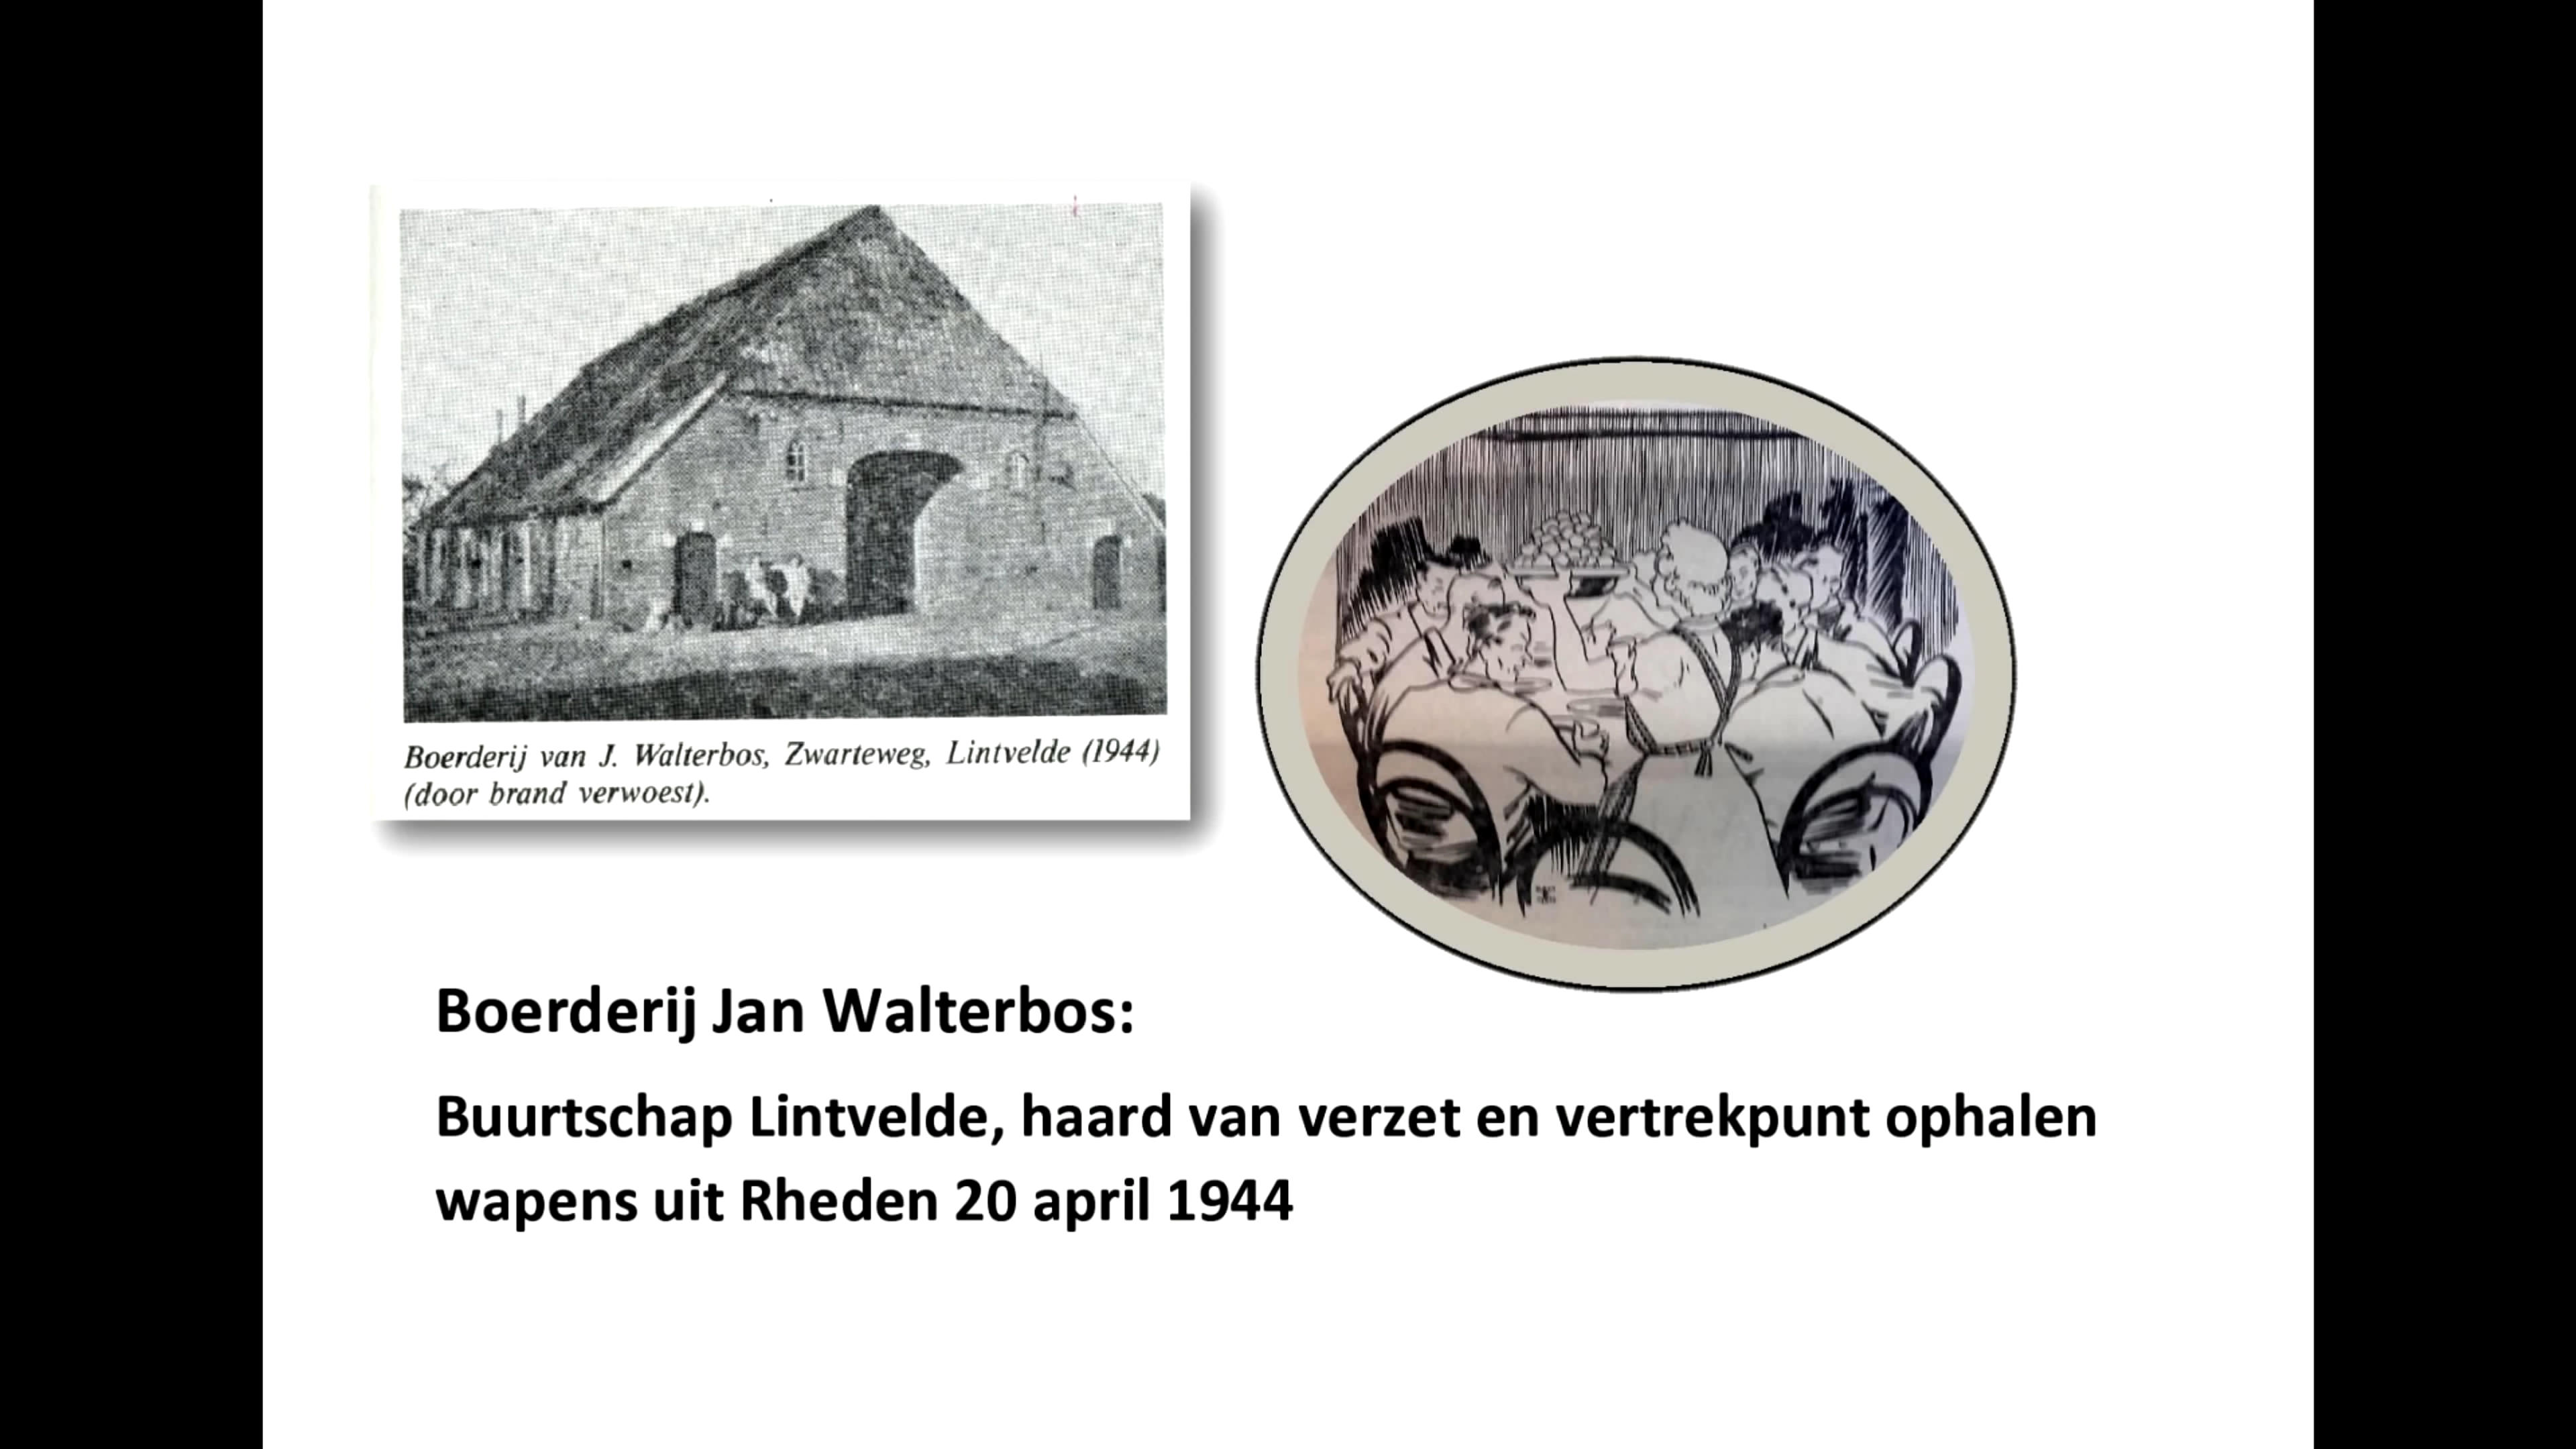 Boerderij van J. Walterbos, Zwarteweg, Lintvelde (1944)
(door brand verwoest).
Boerderij Jan Walterbos:
Buurtschap Lintvelde, haard van verzet en vertrekpunt ophalen
wapens uit Rheden 20 april 1944